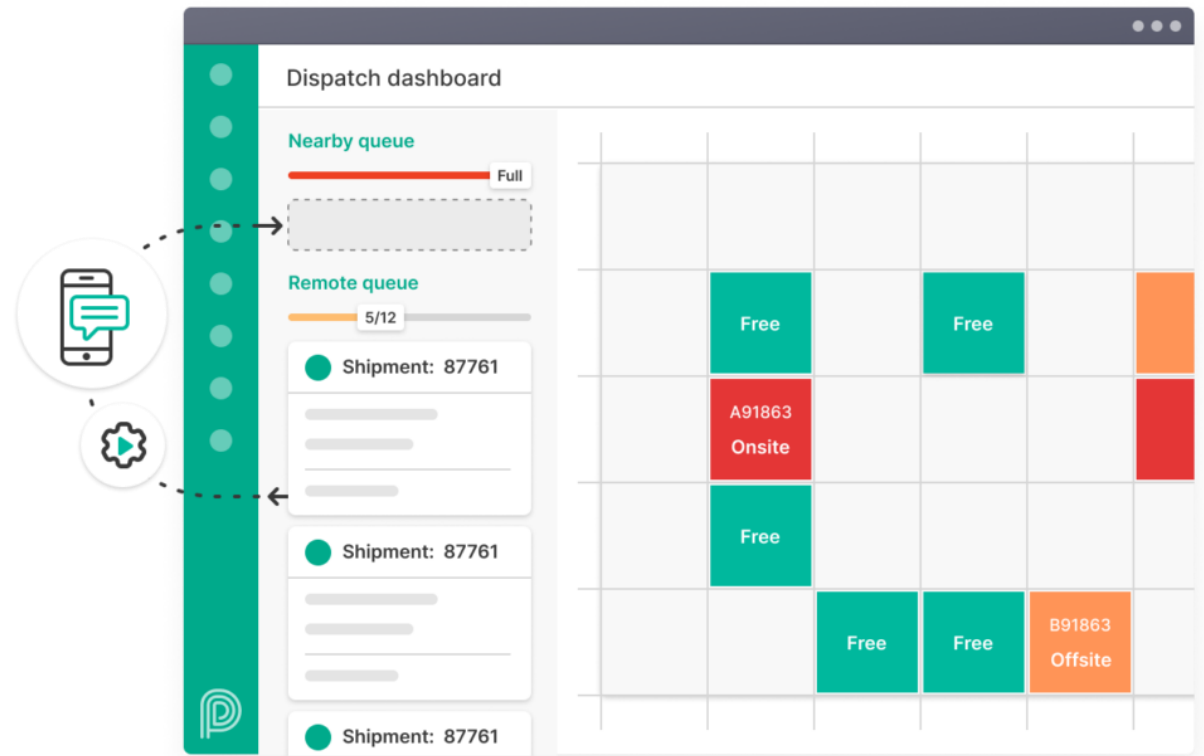 Dispatch dashboard
Nearby queue
Full
Remote queue
5/12
Shipment: 87761
Shipment: 87761
Shipment: 87761
Free
Free
A91863
Onsite
Free
Free
Free
B91863
Offsite